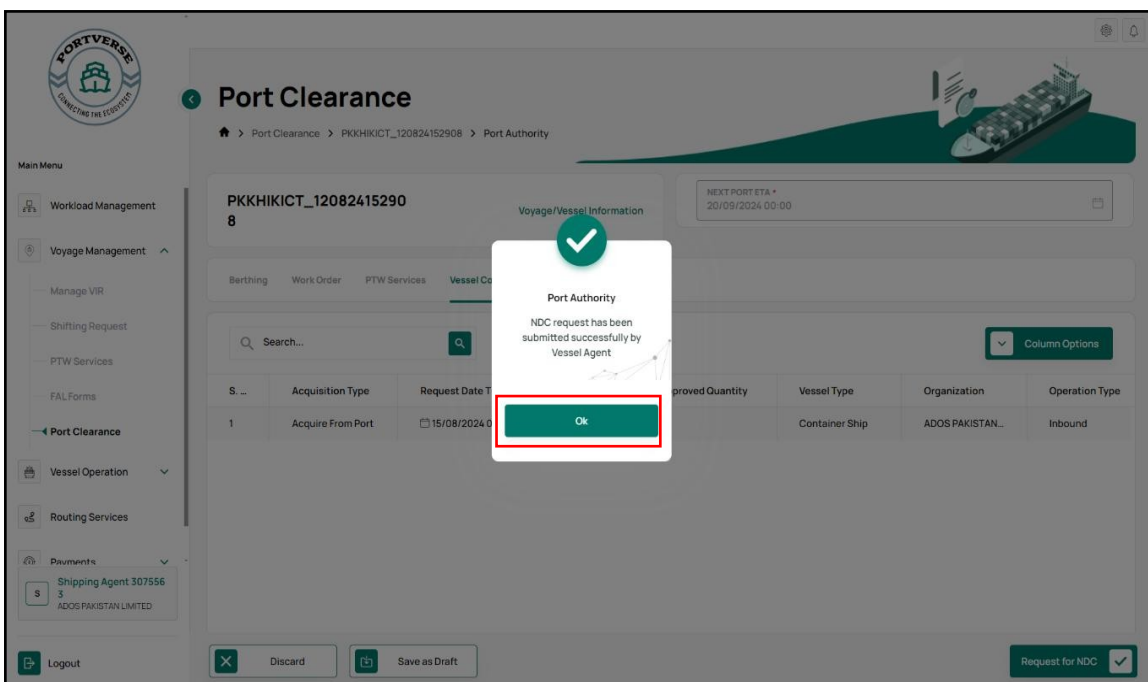 PORTVERSE
CONNECTING THE ECOSYSTEM
Main Menu
Workload Management
Voyage Management
Manage VIR
Shifting Request
PTW Services
FAL Forms
Port Clearance
Vessel Operation
Routing Services
Payments
S
Shipping Agent 307556
3
ADOS PAKISTAN LIMITED
Logout
Port Clearance
> Port Clearance > PKKHIKICT_120824152908 > Port Authority
PKKHIKICT_12082415290
8
Voyage/Vessel Information
NEXT PORT ETA *
20/09/2024 00:00
Berthing Work Order PTW Services Vessel Co
Search...
Column Options
S. ... Acquisition Type Request Date T proved Quantity Vessel Type Organization Operation Type
1 Acquire From Port 15/08/2024 0 Container Ship ADOS PAKISTAN... Inbound
Port Authority
NDC request has been
submitted successfully by
Vessel Agent
Ok
Discard
Save as Draft
Request for NDC